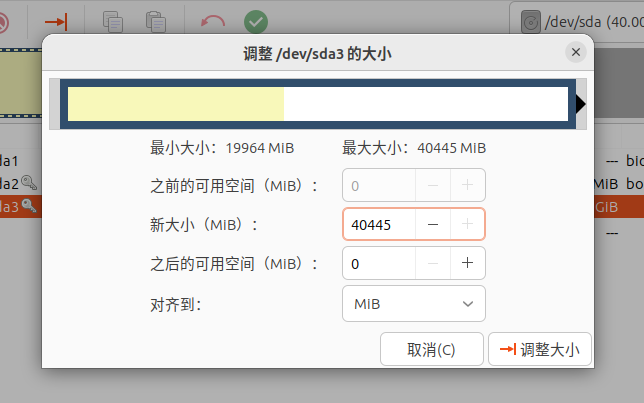 /dev/sda (40.00
调整 /dev/sda3 的大小
最小大小：19964 MIB
最大大小：40445 MIB
之前的可用空间（MIB）：
0
新大小（MIB）：
40445
之后的可用空间（MIB）：
0
对齐到：
MIB
取消(C)
调整大小
da1
--- bio
da2
MIB bo
da3
GIB
---